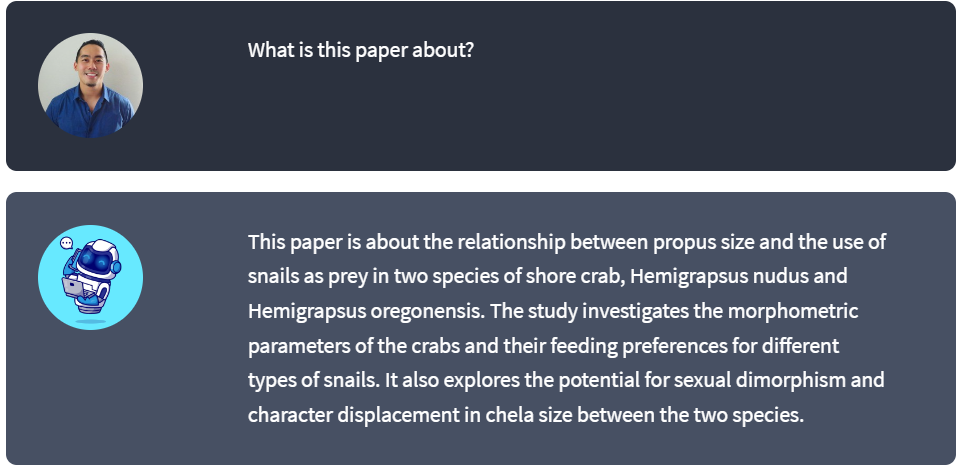 What is this paper about?
This paper is about the relationship between propus size and the use of
snails as prey in two species of shore crab, Hemigrapsus nudus and
Hemigrapsus oregonensis. The study investigates the morphometric
parameters of the crabs and their feeding preferences for different
types of snails. It also explores the potential for sexual dimorphism and
character displacement in chela size between the two species.